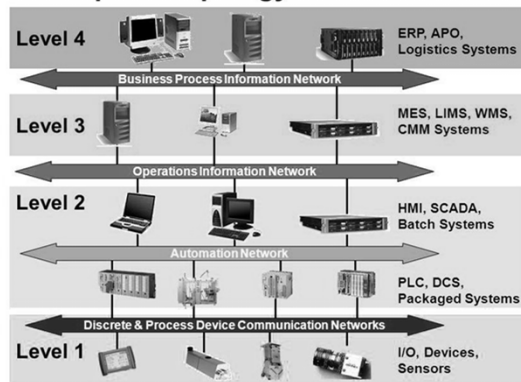 Level 4
ERP, APO,
Logistics Systems
Business Process Information Network
Level 3
MES, LIMS, WMS,
CMM Systems
Operations Information Network
Level 2
HMI, SCADA,
Batch Systems
Automation Network
PLC, DCS,
Packaged Systems
Discrete & Process Device Communication Networks
Level 1
I/O, Devices,
Sensors